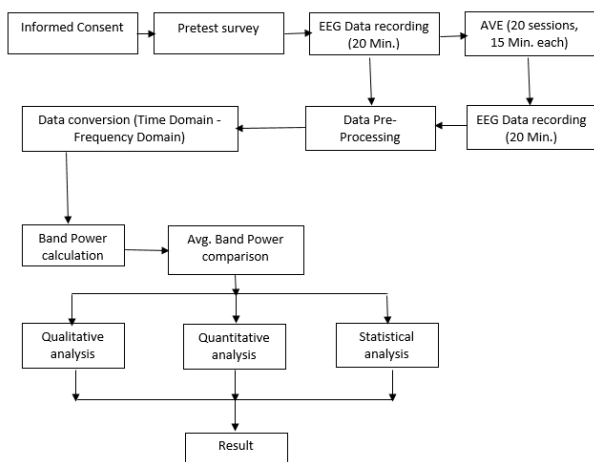 Informed Consent
Pretest survey
EEG Data recording
(20 Min.)
AVE (20 sessions,
15 Min. each)
Data conversion (Time Domain -
Frequency Domain)
Data Pre-
Processing
EEG Data recording
(20 Min.)
Band Power
calculation
Avg. Band Power
comparison
Qualitative
analysis
Quantitative
analysis
Statistical
analysis
Result